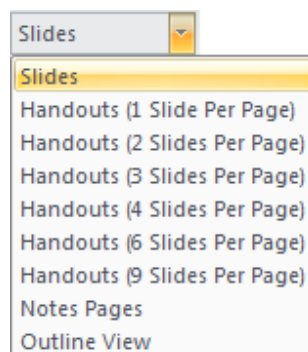 Slides
Slides
Handouts (1 Slide Per Page)
Handouts (2 Slides Per Page)
Handouts (3 Slides Per Page)
Handouts (4 Slides Per Page)
Handouts (6 Slides Per Page)
Handouts (9 Slides Per Page)
Notes Pages
Outline View